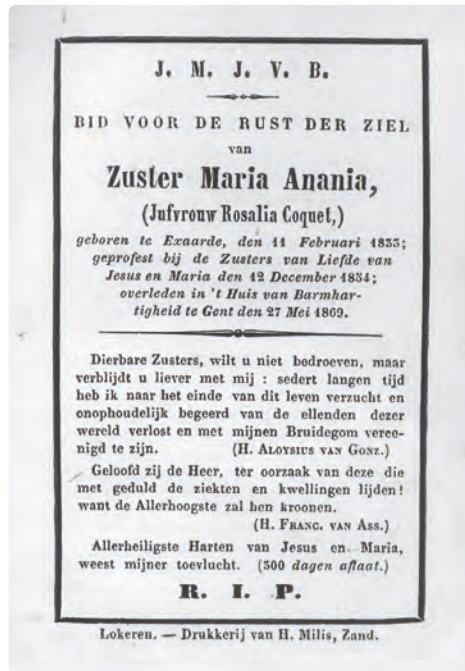 J. M. J. V. B.
BID VOOR DE RUST DER ZIEL
van
Zuster Maria Anania,
(Jufvrouw Rosalia Coquet,)
geboren te Exaarde, den 11 Februari 1833;
geprofest bij de Zusters van Liefde van
Jesus en Maria den 12 December 1854;
overleden in 't Huis van Barmhar-
tigheid te Gent den 27 Mei 1869.
Dierbare Zusters, wilt u niet bedroeven, maar
verblijdt u liever met mij : sedert langen tijd
heb ik naar het einde van dit leven verzucht en
onophoudelijk begeerd van de ellenden dezer
wereld verlost en met mijnen Bruidegom veree-
nigd te zijn. (H. ALOYSIUS VAN GONZ.)
Geloofd zij de Heer, ter oorzaak van deze die
met geduld de ziekten en kwellingen lijden!
want de Allerhoogste zal hen kroonen.
(H. FRANC. VAN ASS.)
Allerheiligste Harten van Jesus en Maria,
weest mijner toevlucht. (300 dagen aflaat.)
R. I. P.
Lokeren. — Drukkerij van H. Milis, Zand.